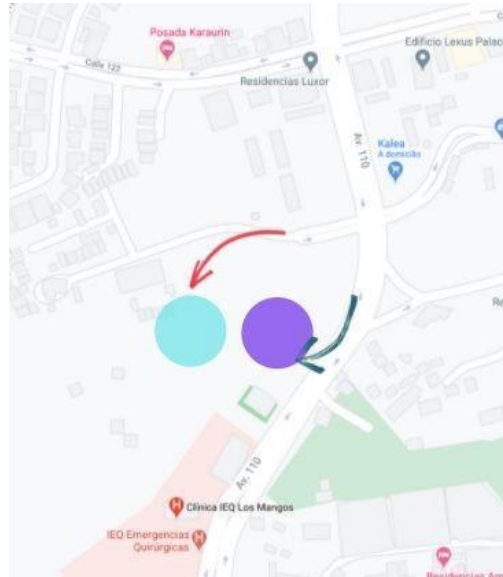 Posada Karaurin
Calle 122
Residencias Luxor
Edificio Lexus Palac
Av. 110
Kalea
A domicilio
Re
Av. 110
Clínica IEQ Los Mangos
IEQ Emergencias
Quirúrgicas